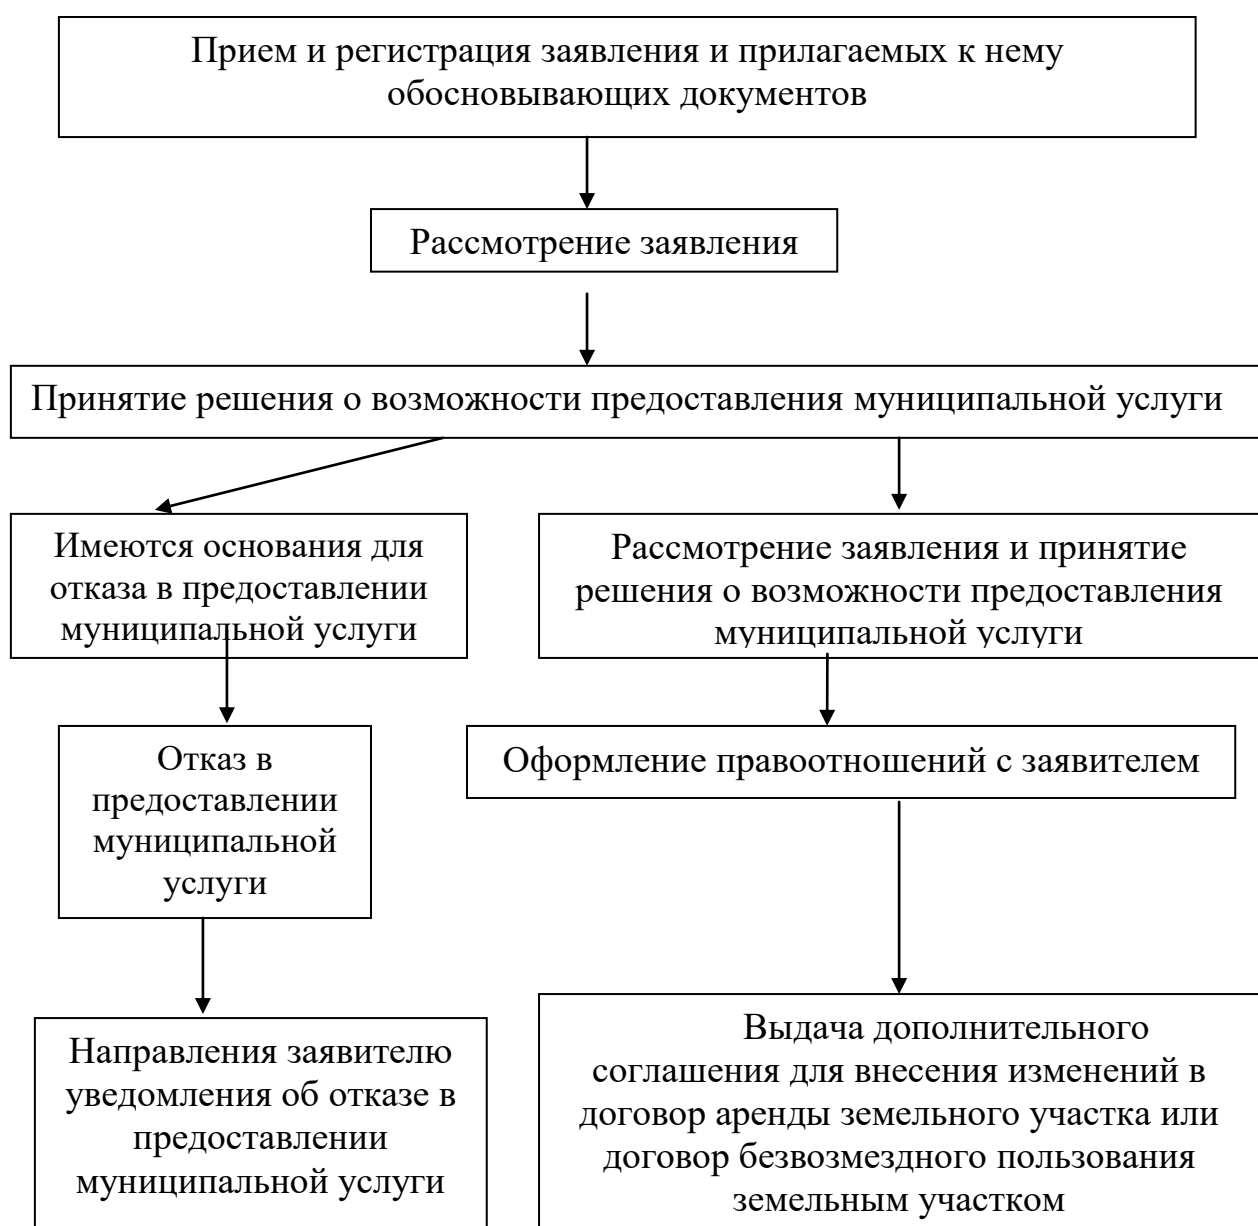 Прием и регистрация заявления и прилагаемых к нему
обосновывающих документов
Рассмотрение заявления
Принятие решения о возможности предоставления муниципальной услуги
Имеются основания для
отказа в предоставлении
муниципальной услуги
Рассмотрение заявления и принятие
решения о возможности предоставления
муниципальной услуги
Отказ в
предоставлении
муниципальной
услуги
Оформление правоотношений с заявителем
Направления заявителю
уведомления об отказе в
предоставлении
муниципальной услуги
Выдача дополнительного
соглашения для внесения изменений в
договор аренды земельного участка или
договор безвозмездного пользования
земельным участком